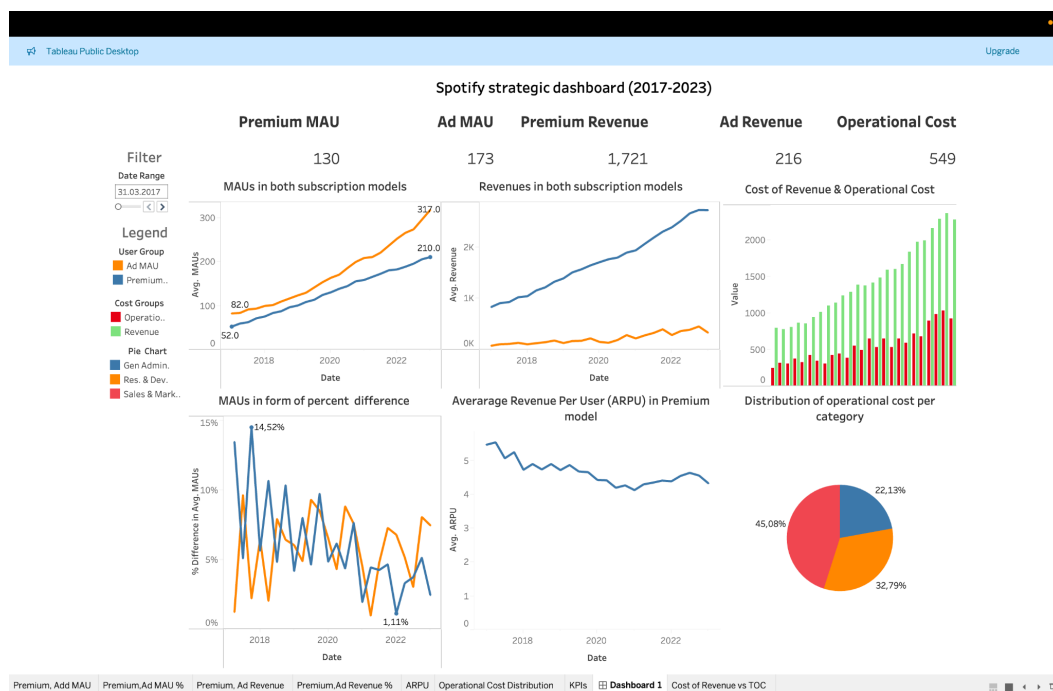 Tableau Public Desktop
Upgrade
Spotify strategic dashboard (2017-2023)
Premium MAU
Ad MAU
Premium Revenue
Ad Revenue
Operational Cost
130
173
1,721
216
549
Filter
Date Range
31.03.2017
Legend
User Group
Ad MAU
Premium..
Cost Groups
Operatio..
Revenue
Pie Chart
Gen Admin.
Res. & Dev.
Sales & Mark..
MAUs in both subscription models
Avg. MAUs
300
200
100
0
317.0
210.0
82.0
52.0
2018
2020
2022
Date
Revenues in both subscription models
Avg. Revenue
2K
1K
0K
2018
2020
2022
Date
Cost of Revenue & Operational Cost
Value
2000
1500
1000
500
0
MAUs in form of percent difference
% Difference in Avg. MAUs
15%
10%
5%
0%
14,52%
1,11%
2018
2020
2022
Date
Averarage Revenue Per User (ARPU) in Premium
model
Avg. ARPU
5
4
3
2
1
0
2018
2020
2022
Date
Distribution of operational cost per
category
22,13%
45,08%
32,79%
Premium, Add MAU
Premium,Ad MAU %
Premium, Ad Revenue
Premium,Ad Revenue %
ARPU
Operational Cost Distribution
KPIs
Dashboard 1
Cost of Revenue vs TOC